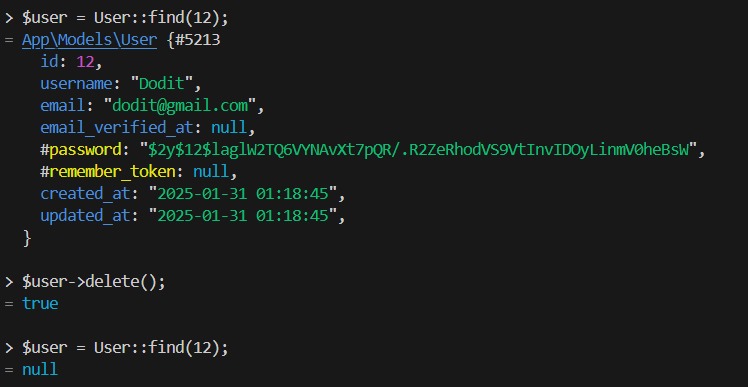 > $user = User::find(12);
= App\Models\User {#5213
id: 12,
username: "Dodit",
email: "dodit@gmail.com",
email_verified_at: null,
#password: "$2y$12$laglW2TQ6VYNAvXt7pQR/.R2ZeRhodVS9VtInvIDOyLinmV0heBsW",
#remember_token: null,
created_at: "2025-01-31 01:18:45",
updated_at: "2025-01-31 01:18:45",
}
> $user->delete();
= true
> $user = User::find(12);
= null